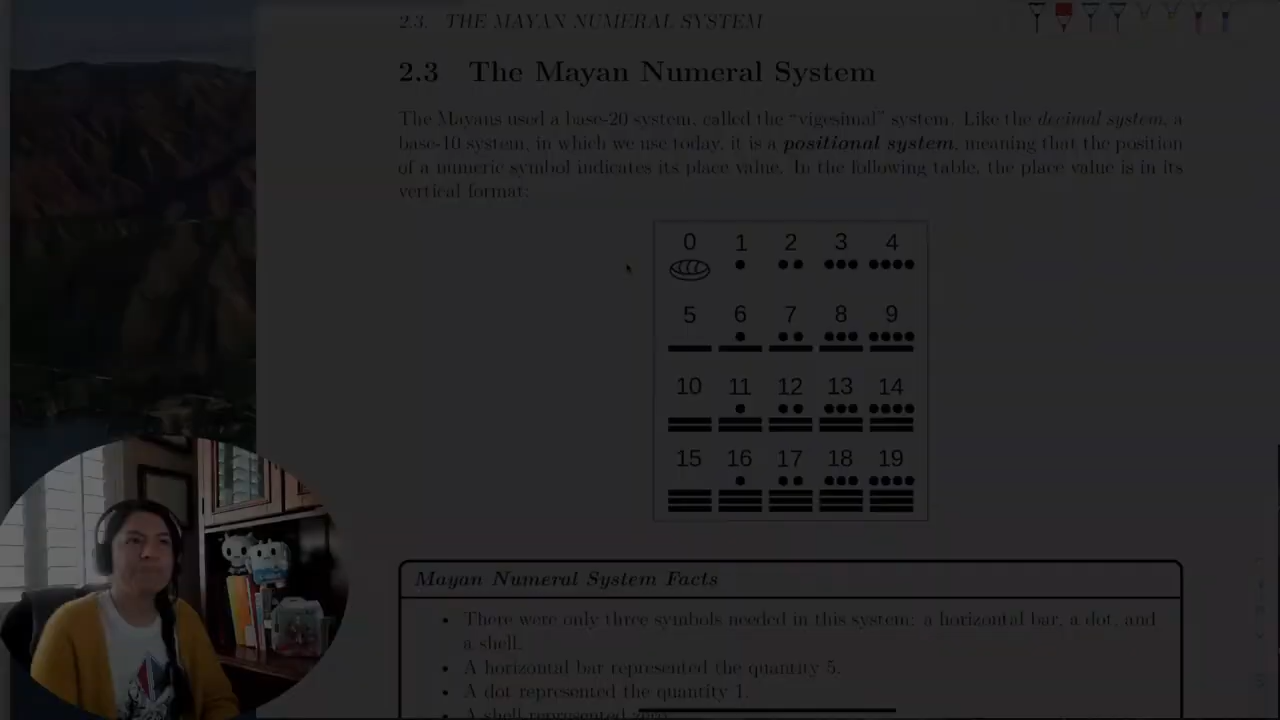 2.3. THE MAYAN NUMERAL SYSTEM
2.3 The Mayan Numeral System
The Mayans used a base-20 system, called the “vigesimal” system. Like the decimal system, a
base-10 system, in which we use today, it is a positional system, meaning that the position
of a numeric symbol indicates its place value. In the following table, the place value is in its
vertical format:
0 1 2 3 4
5 6 7 8 9
10 11 12 13 14
15 16 17 18 19
Mayan Numeral System Facts
• There were only three symbols needed in this system: a horizontal bar, a dot, and
a shell.
• A horizontal bar represented the quantity 5.
• A dot represented the quantity 1.
• A shell represented zero.